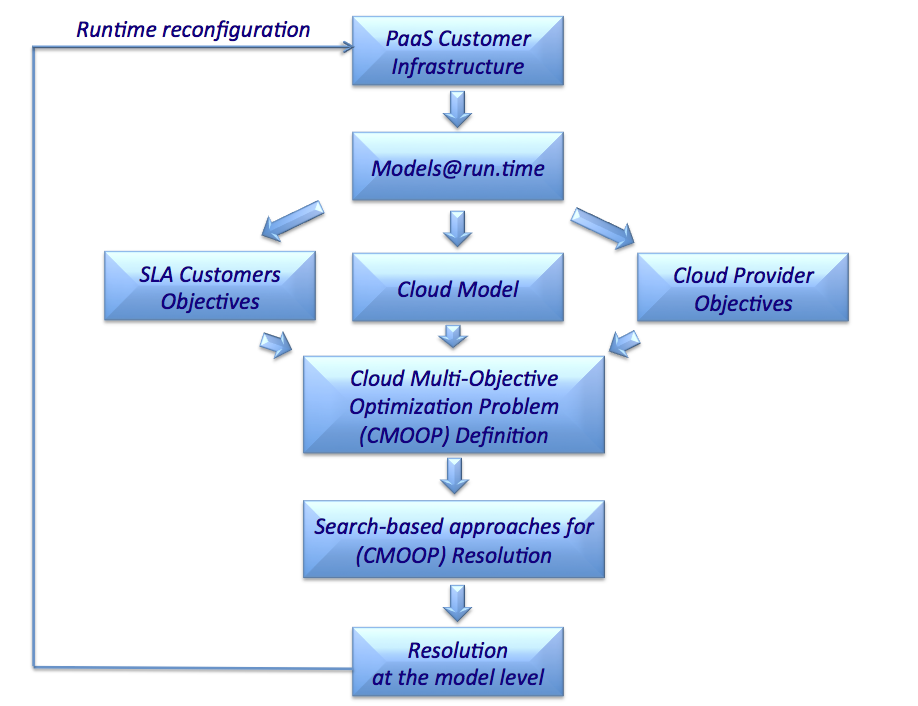 Runtime reconfiguration
PaaS Customer
Infrastructure
Models@run.time
SLA Customers
Objectives
Cloud Model
Cloud Provider
Objectives
Cloud Multi-Objective
Optimization Problem
(CMOOP) Definition
Search-based approaches for
(CMOOP) Resolution
Resolution
at the model level